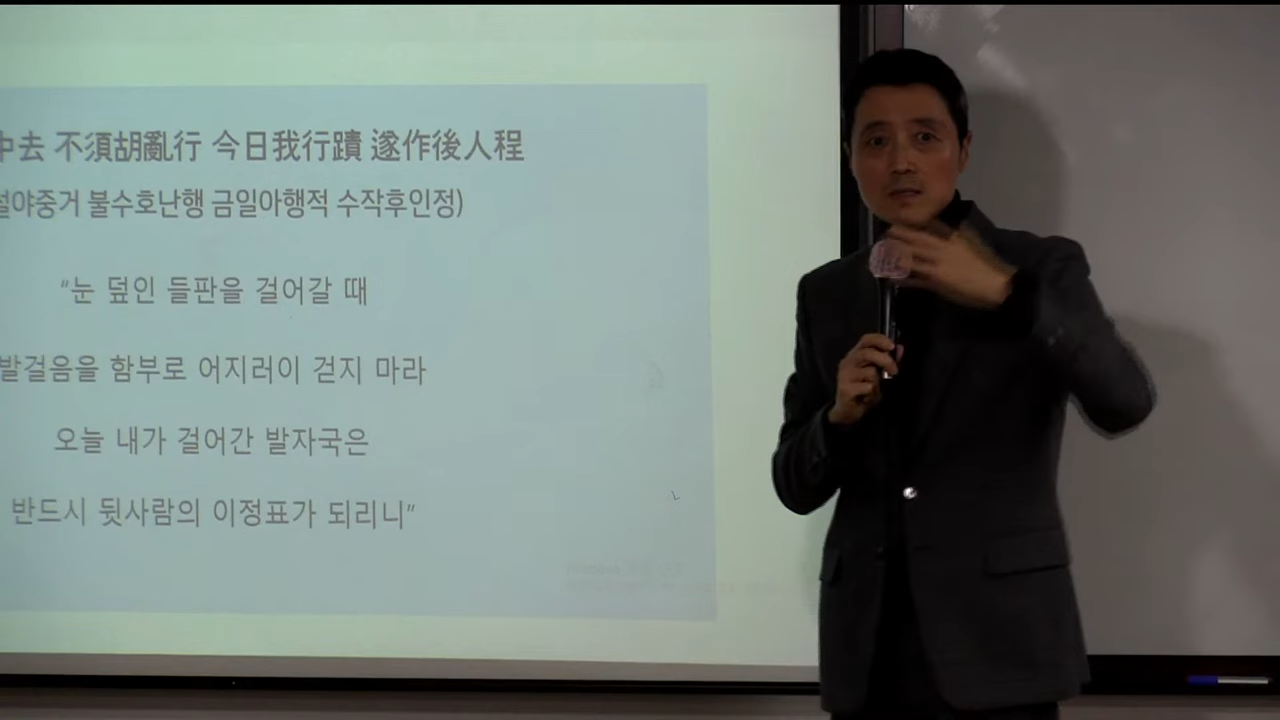 中去 不須胡亂行 今日我行蹟 遂作後人程
설야중거 불수호난행 금일아행적 수작후인정)
“눈 덮인 들판을 걸어갈 때
발걸음을 함부로 어지러이 걷지 마라
오늘 내가 걸어간 발자국은
반드시 뒷사람의 이정표가 되리니”